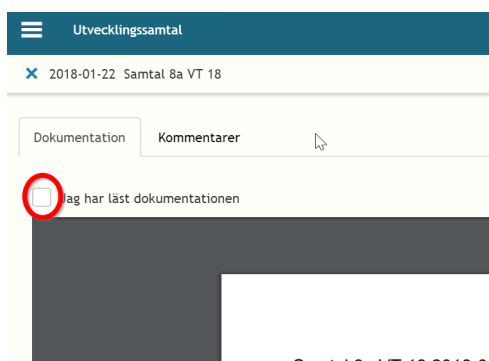 Utvecklingssamtal
2018-01-22 Samtal 8a VT 18
Dokumentation Kommentarer
Jag har läst dokumentationen